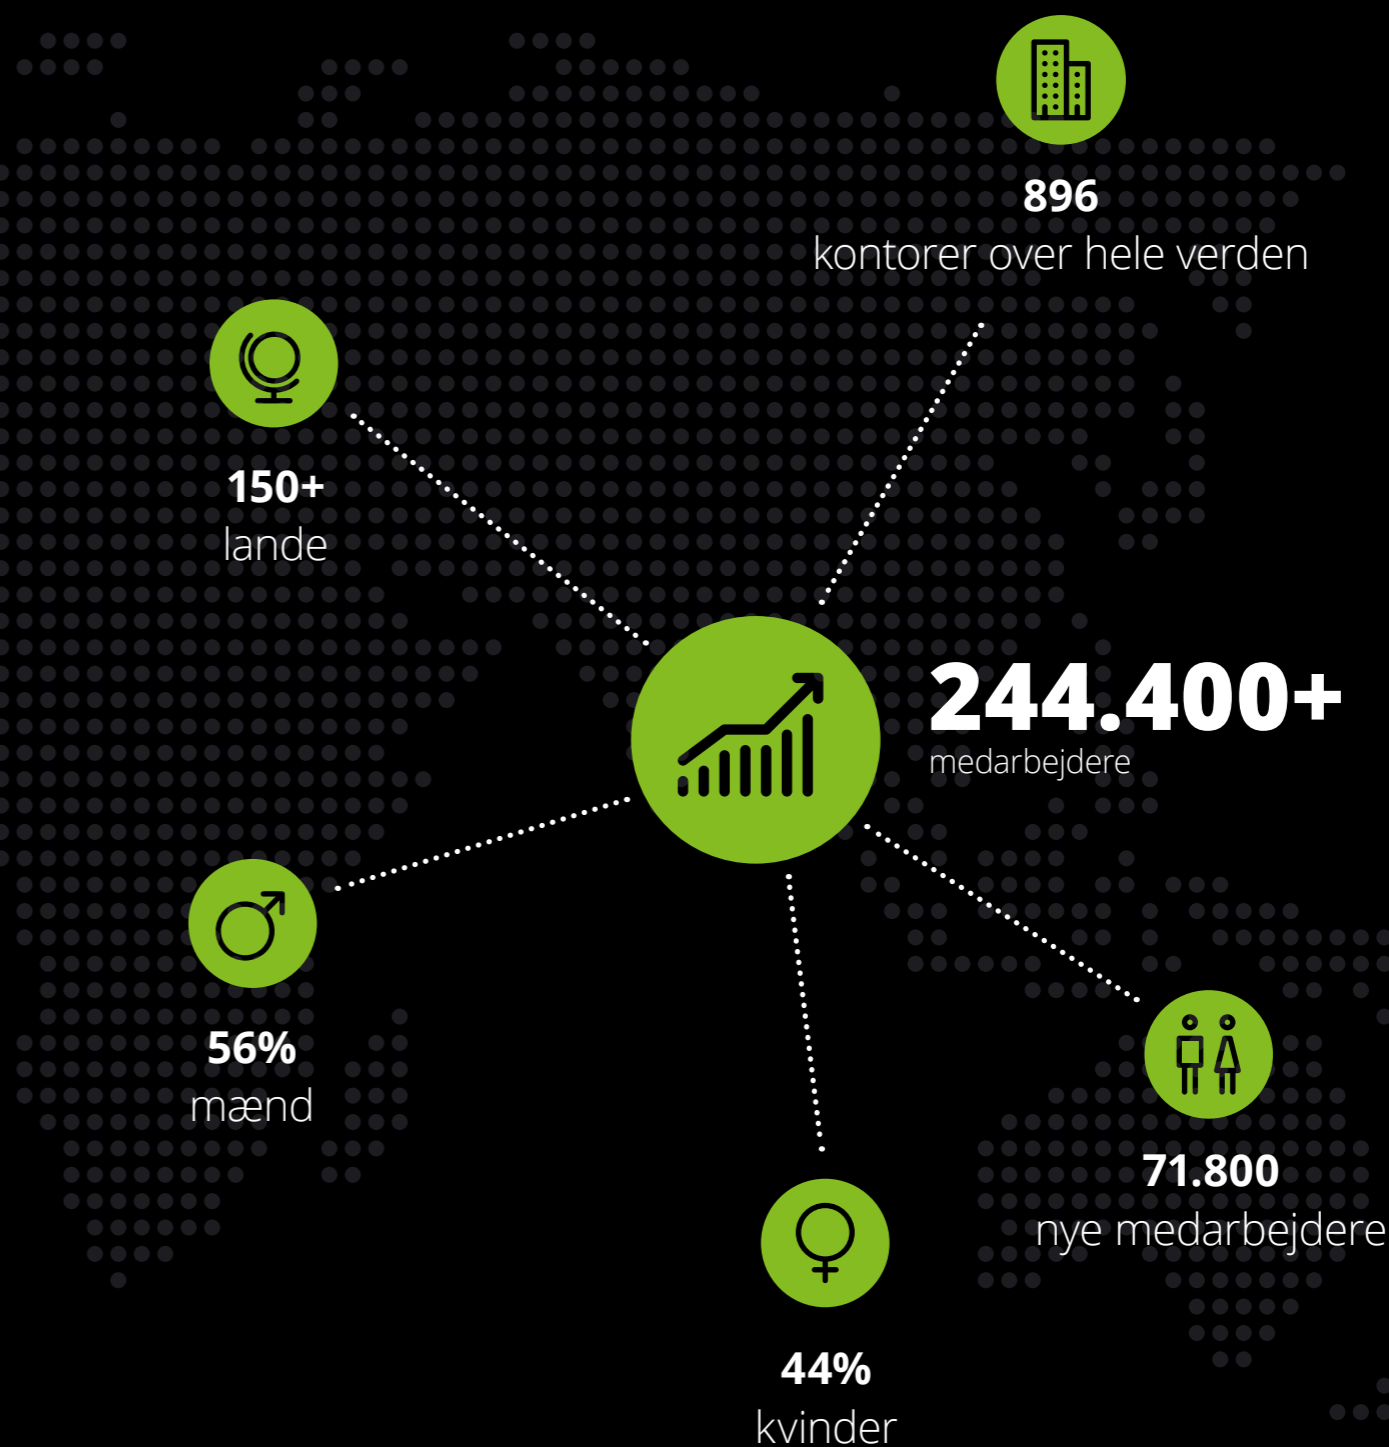 896
kontorer over hele verden
150+
lande
244.400+
medarbejdere
56%
mænd
71.800
nye medarbejdere
44%
kvinder